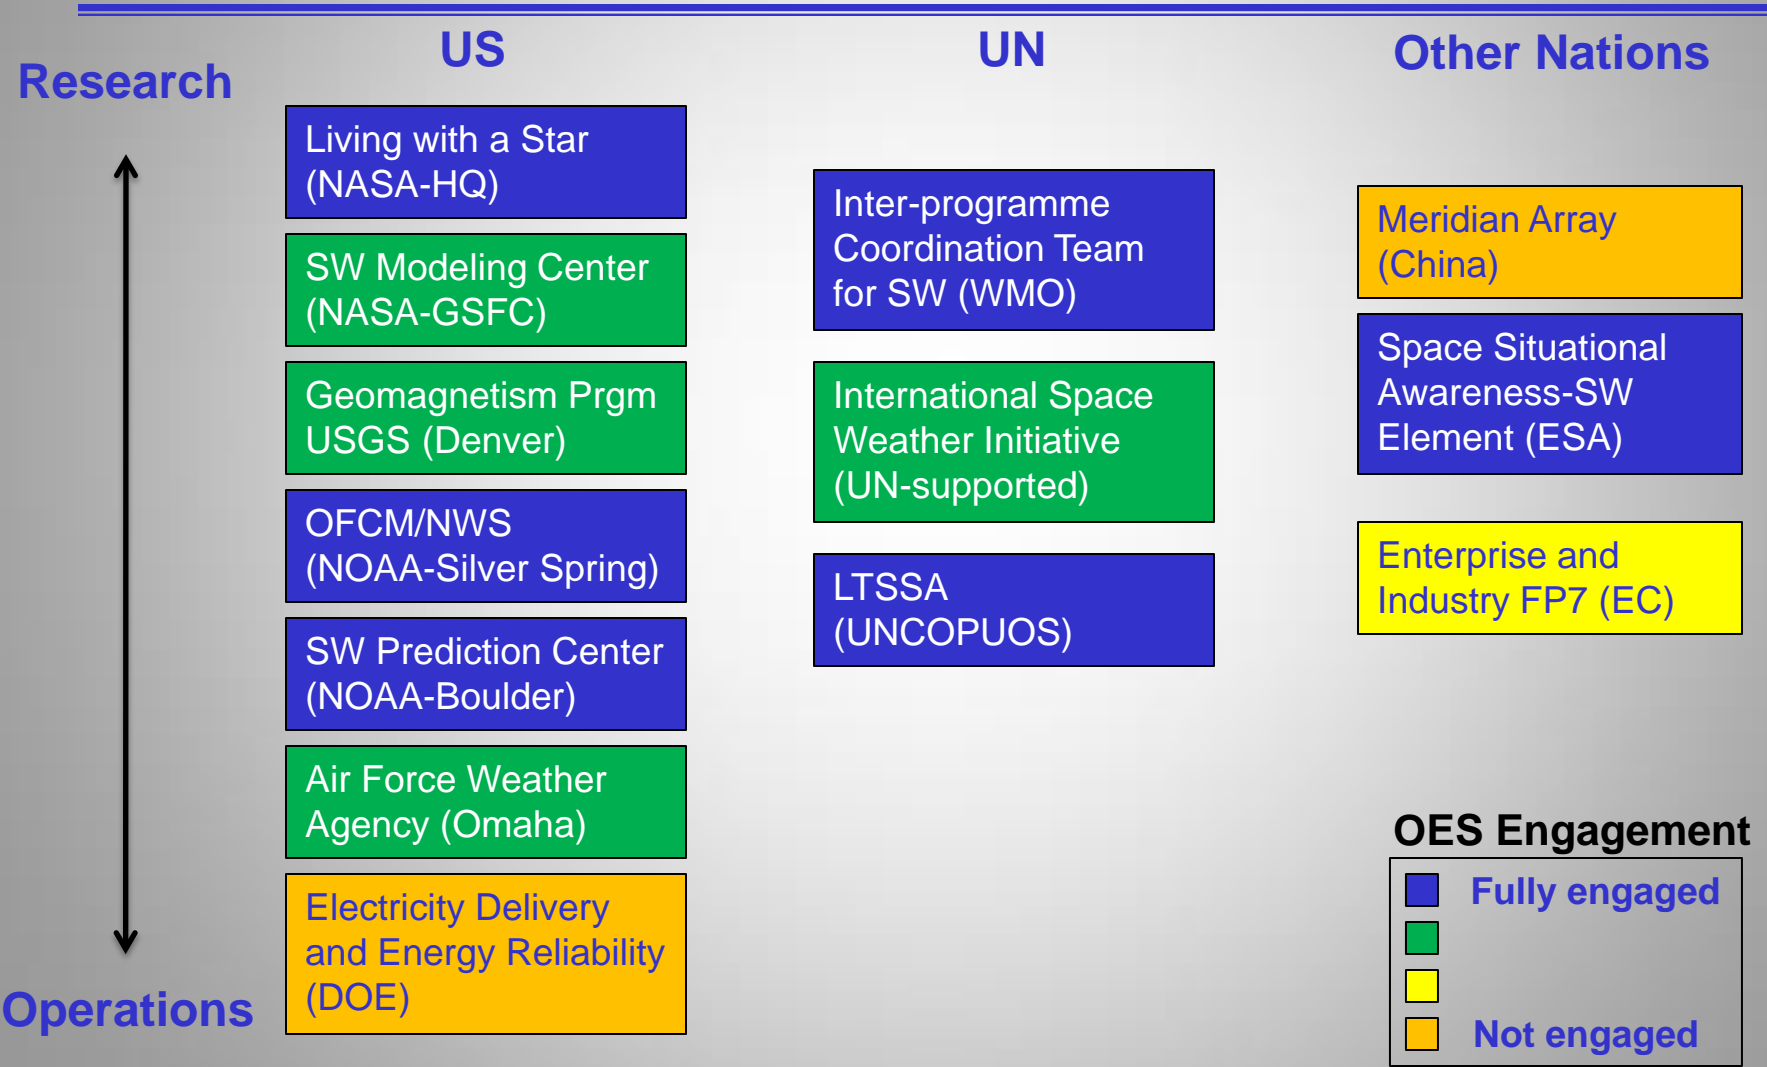 US
UN
Other Nations
Research
Living with a Star
(NASA-HQ)
SW Modeling Center
(NASA-GSFC)
Geomagnetism Prgm
USGS (Denver)
OFCM/NWS
(NOAA-Silver Spring)
SW Prediction Center
(NOAA-Boulder)
Air Force Weather
Agency (Omaha)
Electricity Delivery
and Energy Reliability
(DOE)
Operations
Inter-programme
Coordination Team
for SW (WMO)
International Space
Weather Initiative
(UN-supported)
LTSSA
(UNCOPUOS)
Meridian Array
(China)
Space Situational
Awareness-SW
Element (ESA)
Enterprise and
Industry FP7 (EC)
OES Engagement
Fully engaged
Not engaged